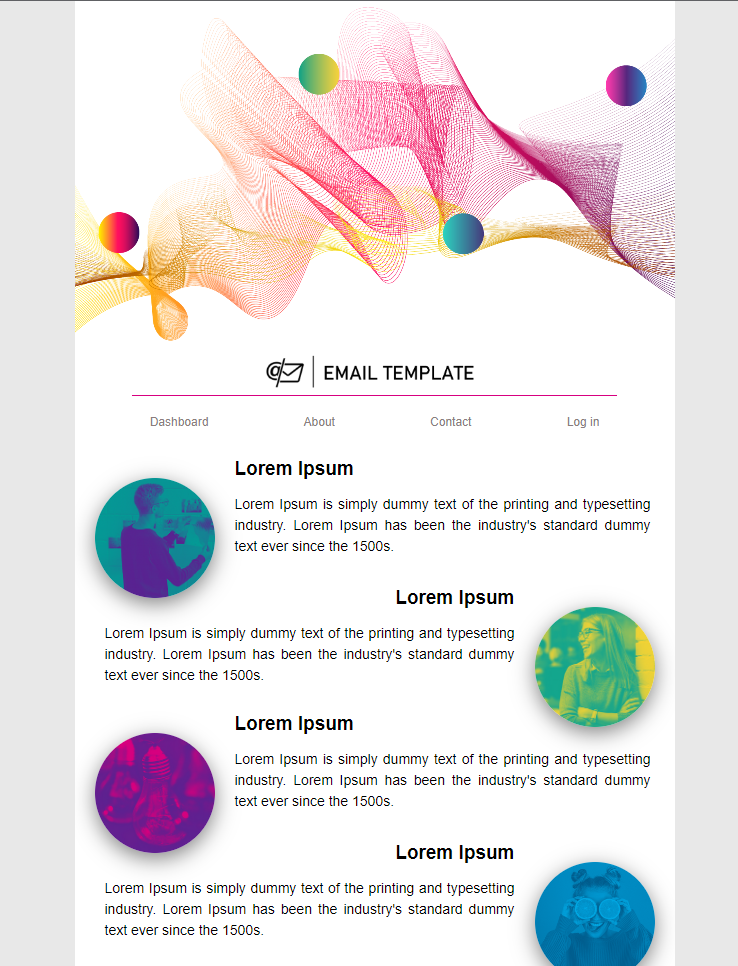 @ | EMAIL TEMPLATE
Dashboard About Contact Log in
Lorem Ipsum
Lorem Ipsum is simply dummy text of the printing and typesetting
industry. Lorem Ipsum has been the industry's standard dummy
text ever since the 1500s.
Lorem Ipsum
Lorem Ipsum is simply dummy text of the printing and typesetting
industry. Lorem Ipsum has been the industry's standard dummy
text ever since the 1500s.
Lorem Ipsum
Lorem Ipsum is simply dummy text of the printing and typesetting
industry. Lorem Ipsum has been the industry's standard dummy
text ever since the 1500s.
Lorem Ipsum
Lorem Ipsum is simply dummy text of the printing and typesetting
industry. Lorem Ipsum has been the industry's standard dummy
text ever since the 1500s.